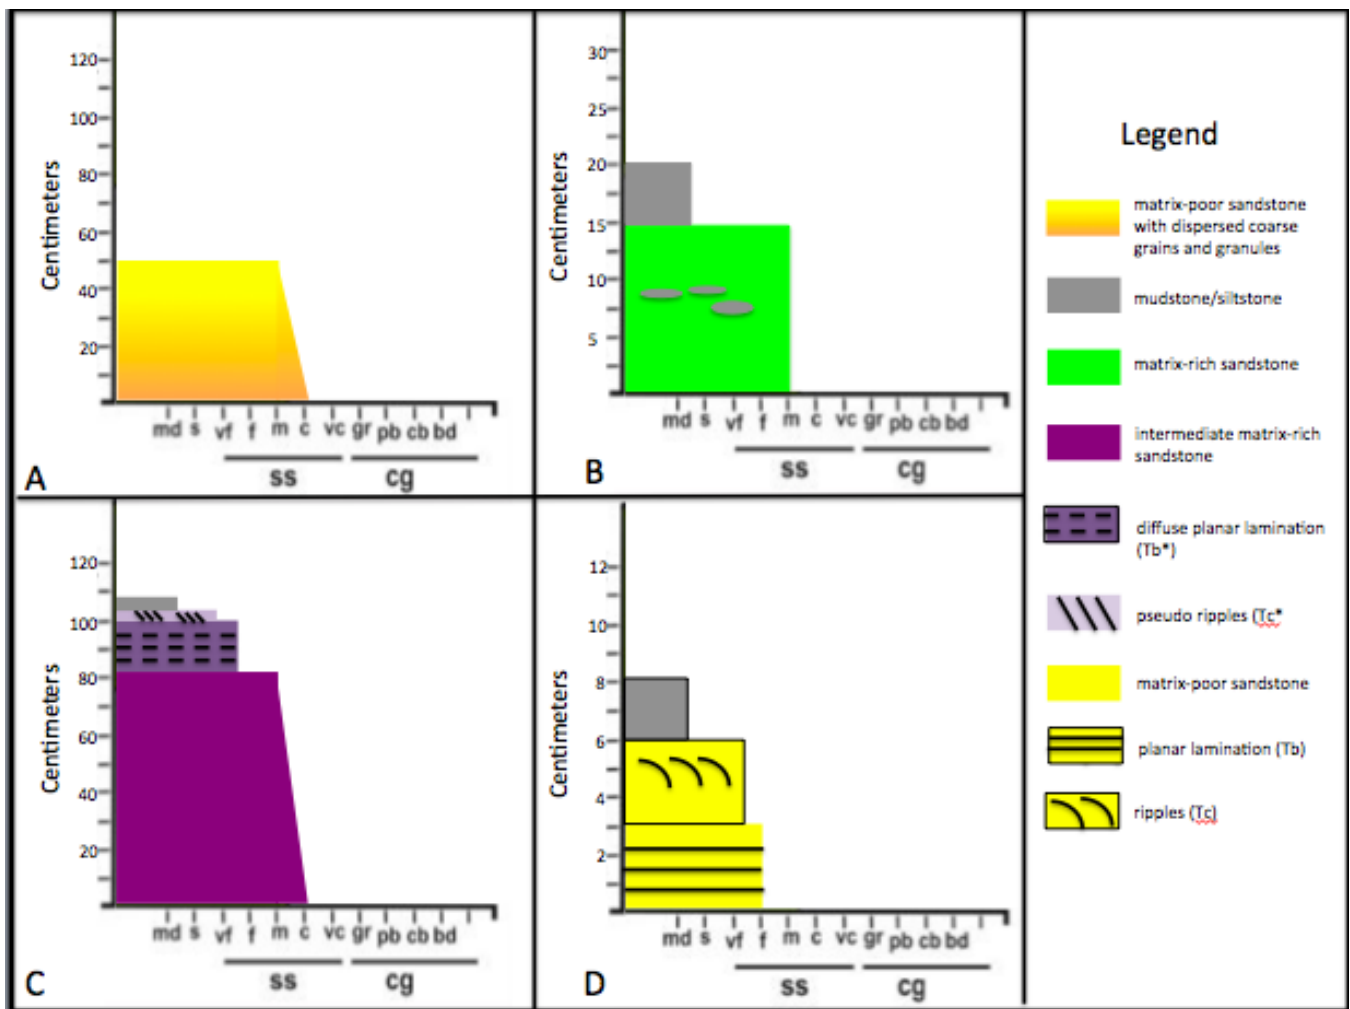 120
100
80
60
40
20
Centimeters
md s vf f m c vc gr pb cb bd
ss cg
A
30
25
20
15
10
5
Centimeters
md s vf f m c vc gr pb cb bd
ss cg
B
120
100
80
60
40
20
Centimeters
md s vf f m c vc gr pb cb bd
ss cg
C
12
10
8
6
4
2
Centimeters
md s vf f m c vc gr pb cb bd
ss cg
D
Legend
matrix-poor sandstone
with dispersed coarse
grains and granules
mudstone/siltstone
matrix-rich sandstone
intermediate matrix-rich
sandstone
diffuse planar lamination
(Tb*)
pseudo ripples (Tc*
matrix-poor sandstone
planar lamination (Tb)
ripples (Tc)